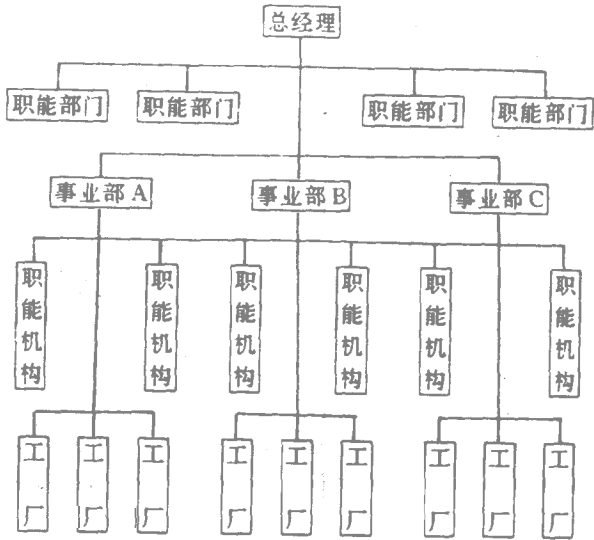 总经理
职能部门
职能部门
职能部门
职能部门
事业部A
事业部B
事业部C
职能机构
职能机构
职能机构
职能机构
职能机构
职能机构
工厂
工厂
工厂
工厂
工厂
工厂
工厂
工厂
工厂